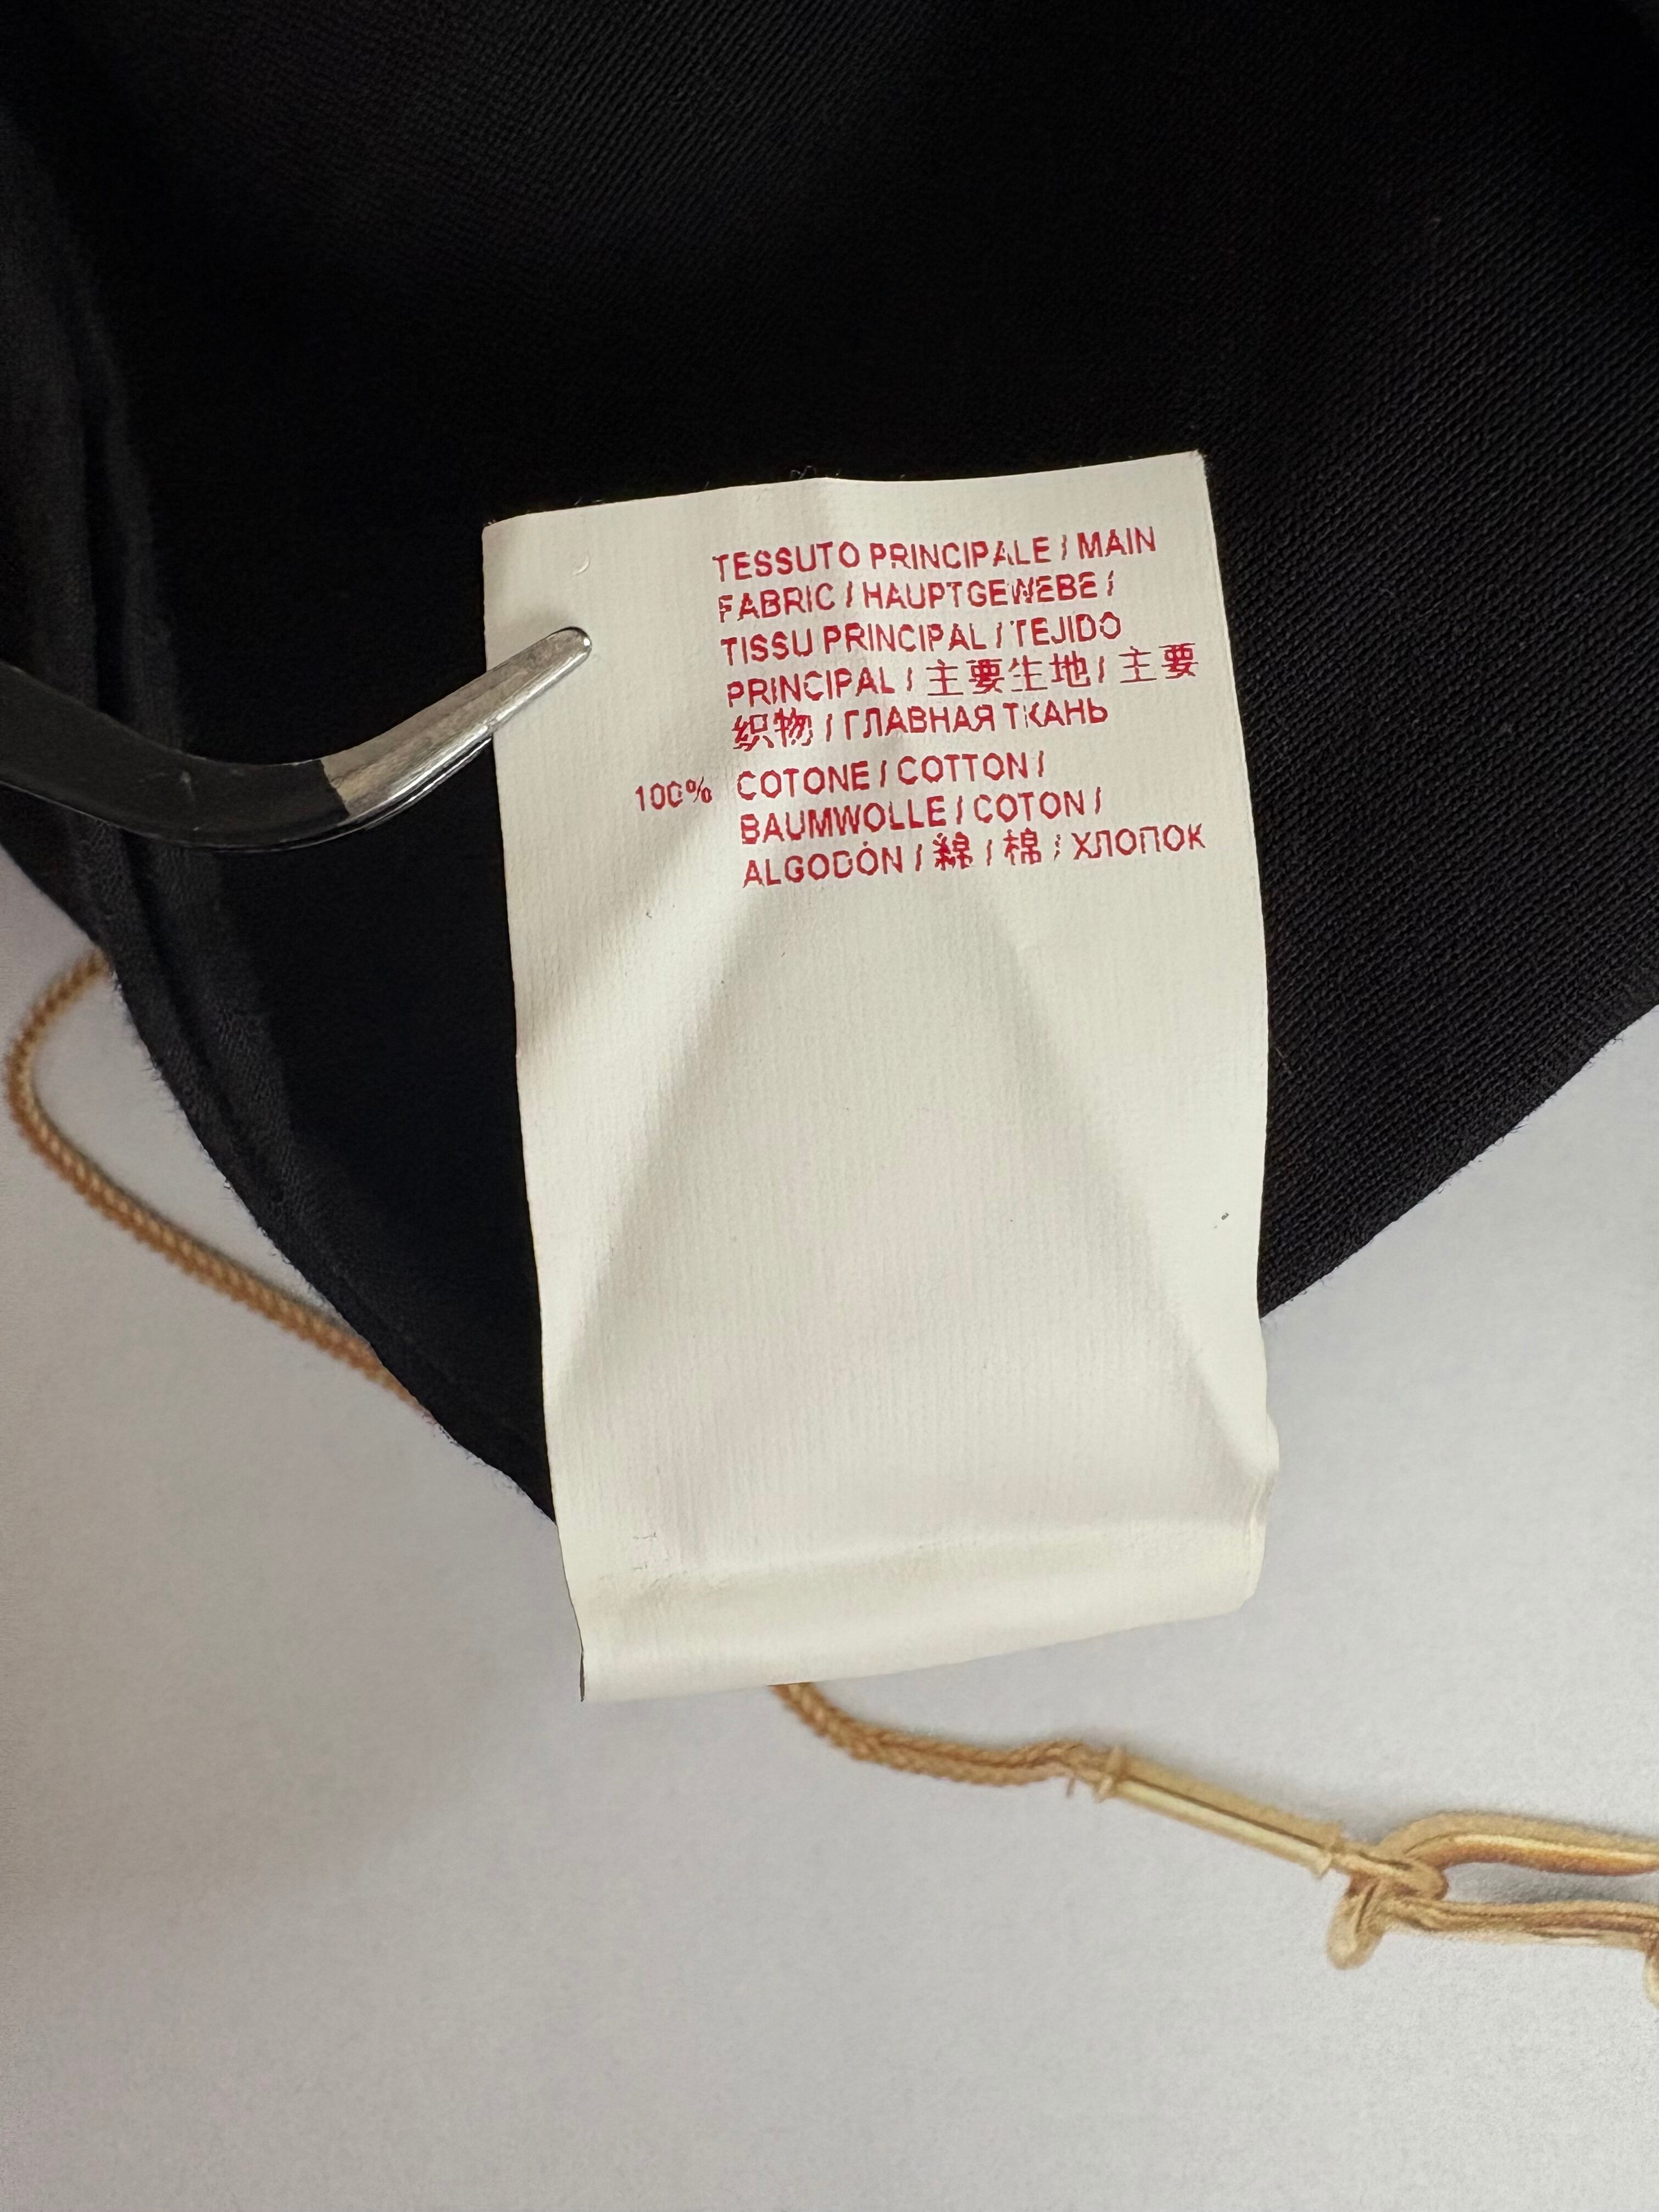 TESSUTO PRINCIPALE / MAIN
FABRIC / HAUPTGEWEBE /
TISSU PRINCIPAL / TEJIDO
PRINCIPAL / 主要生地 / 主要
织物 / ГЛАВНАЯ ТКАНЬ
100% COTONE / COTTON /
BAUMWOLLE / COTON /
ALGODÓN / 綿 / 棉 / ХЛОПОК